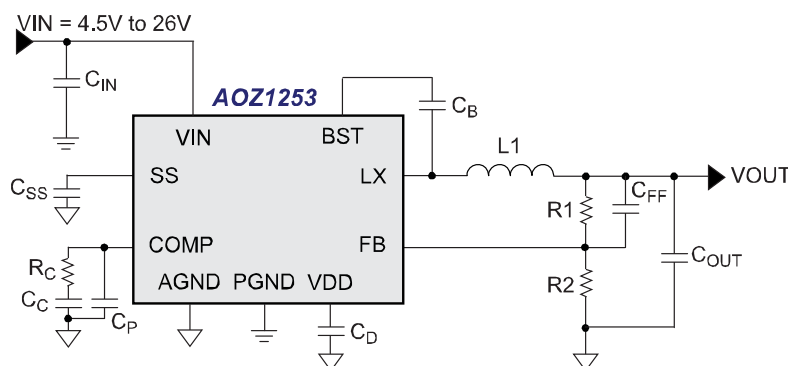 VIN = 4.5V to 26V
CIN
AOZ1253
CB
VIN
BST
L1
CSS
SS
LX
VOUT
R1
CFF
COMP
FB
RC
COUT
AGND
PGND
VDD
R2
CC
CP
CD